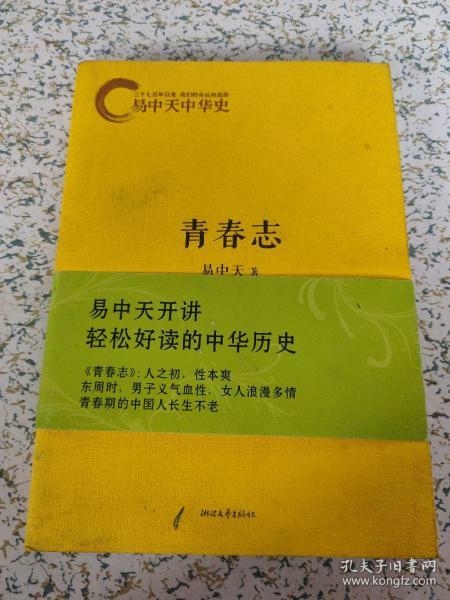 三千七百年以来 我们的命运和选择
易中天中华史
青春志
易中天 著
易中天开讲
轻松好读的中华历史
《青春志》：人之初，性本爽
东周时，男子义气血性，女人浪漫多情
青春期的中国人长生不老
浙江文艺出版社
孔夫子旧书网
www.kongfz.com